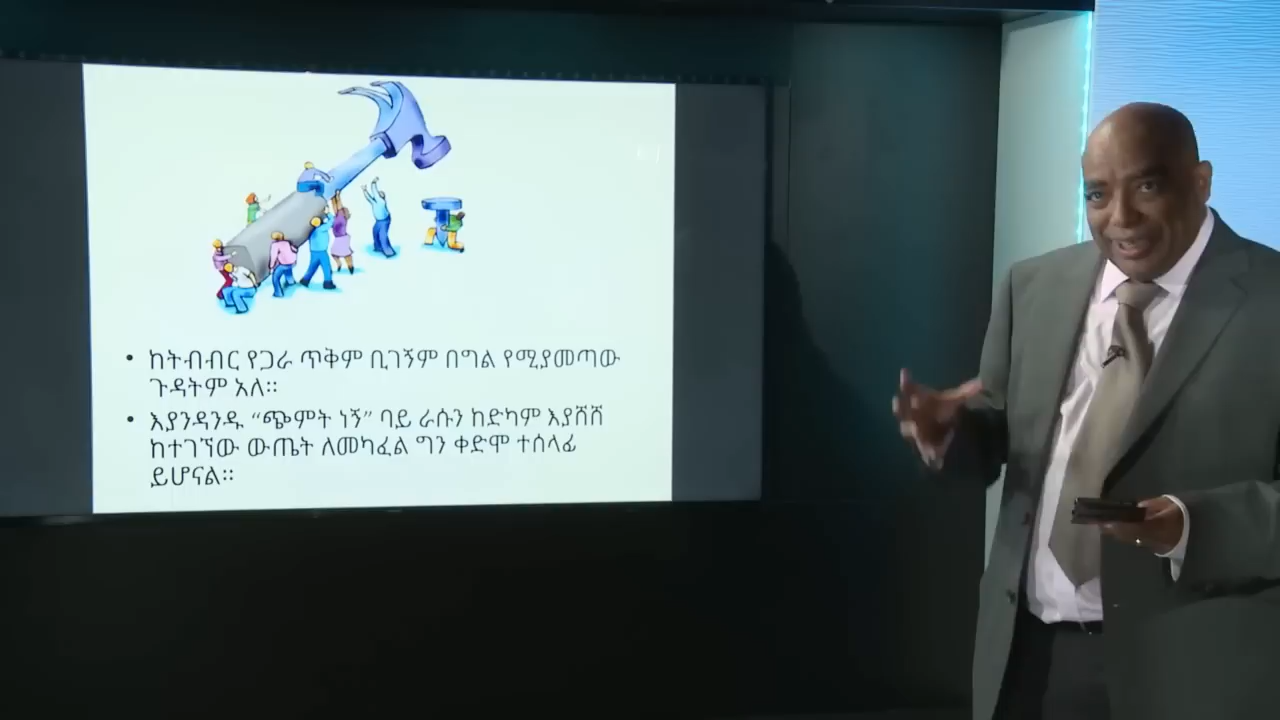 • ከትብብር የጋራ ጥቅም ቢገኝም በግል የሚያመጣው
ጉዳትም አለ፡፡
• እያንዳንዱ “ጭምት ነኝ” ባይ ራሱን ከድካም እያሸሸ
ከተገኘው ውጤት ለመካፈል ግን ቀድሞ ተሰላፊ
ይሆናል፡፡